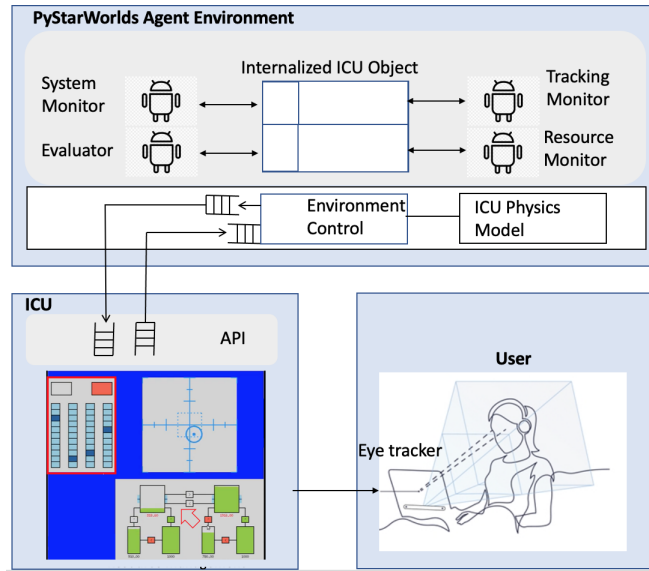 PyStarWorlds Agent Environment
Internalized ICU Object
System
Monitor
Tracking
Monitor
Evaluator
Resource
Monitor
Environment
Control
ICU Physics
Model
ICU
API
User
Eye tracker